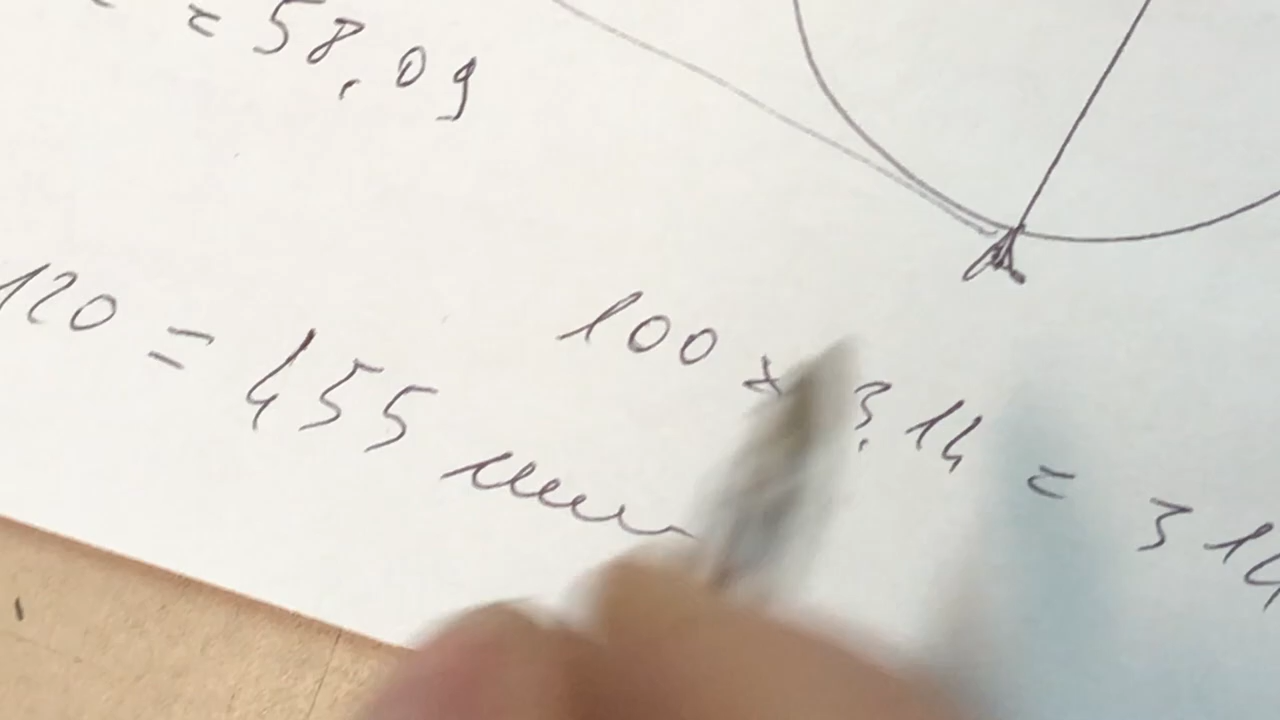 = 58,09
120 = 455 mm
100 × 3,14 = 314